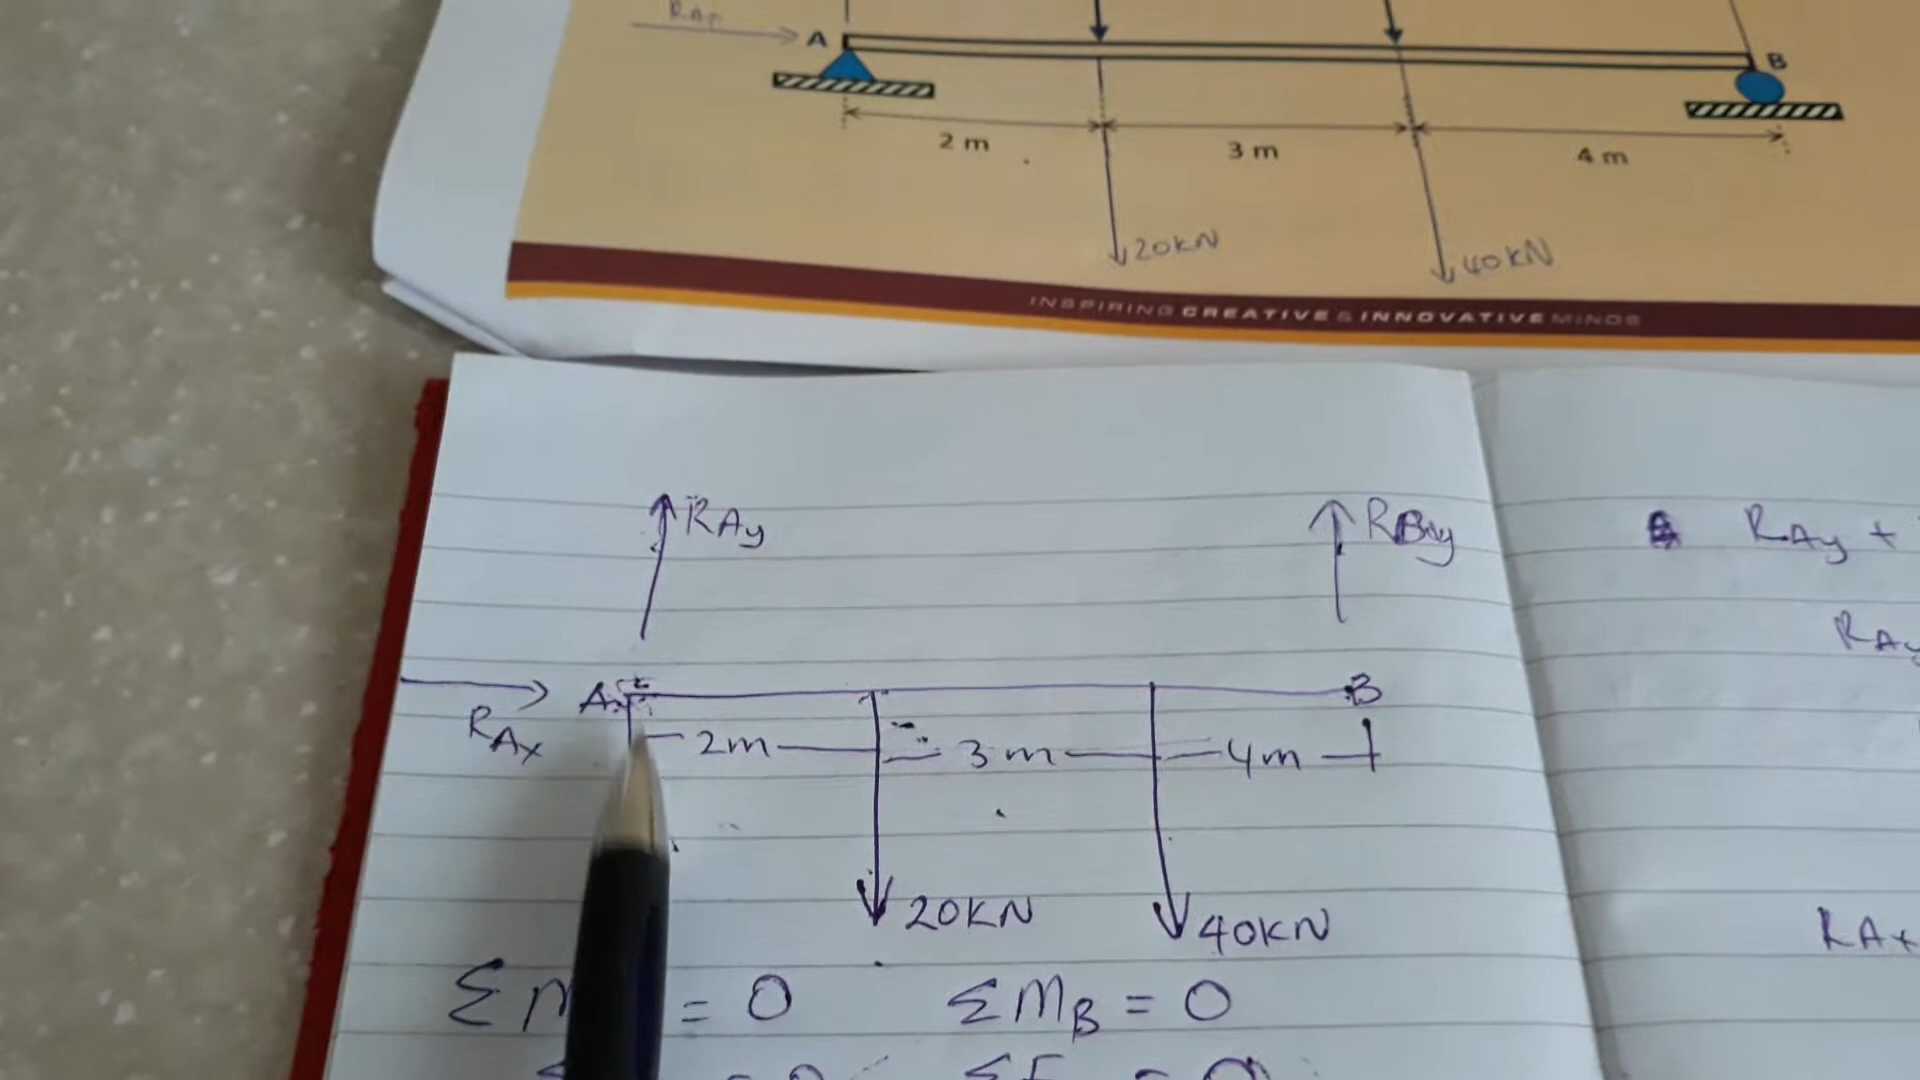 A
B
2 m
3 m
4 m
20KN
40KN
INSPIRING CREATIVE & INNOVATIVE MINDS
RAy
RBy
RAy +
RAx
A
B
2m
3m
4m
20KN
40KN
RAx
= 0
ΣMB = 0